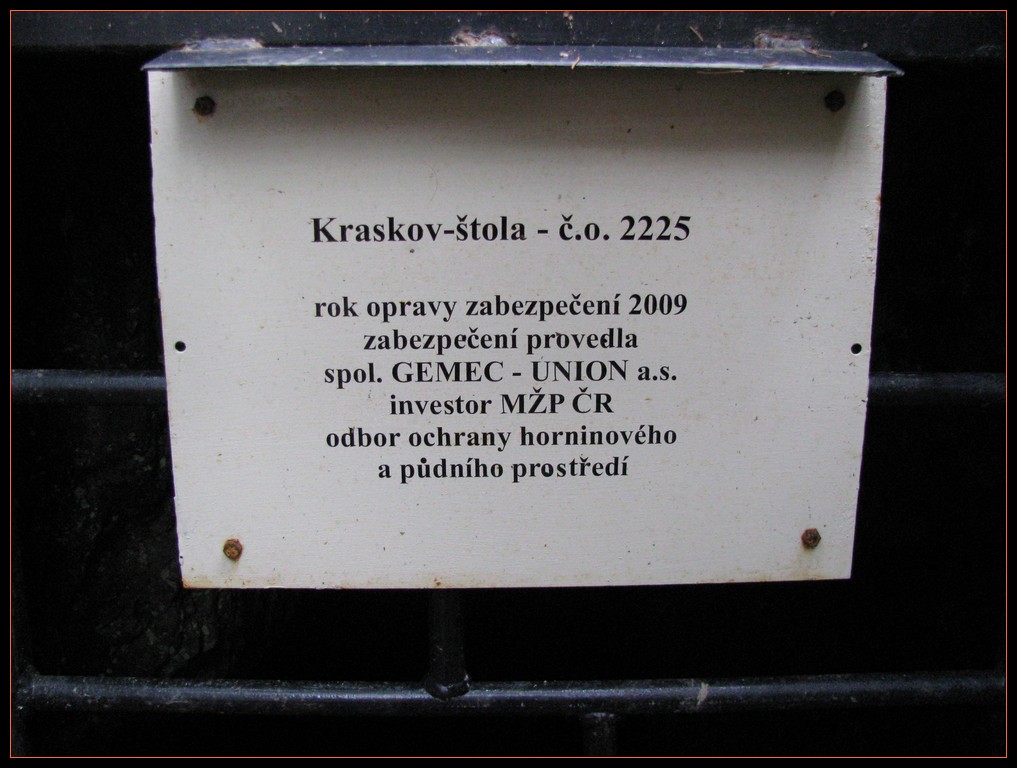 Kraskov-štola - č.o. 2225
rok opravy zabezpečení 2009
zabezpečení provedla
spol. GEMEC - UNION a.s.
investor MŽP ČR
odbor ochrany horninového
a půdního prostředí